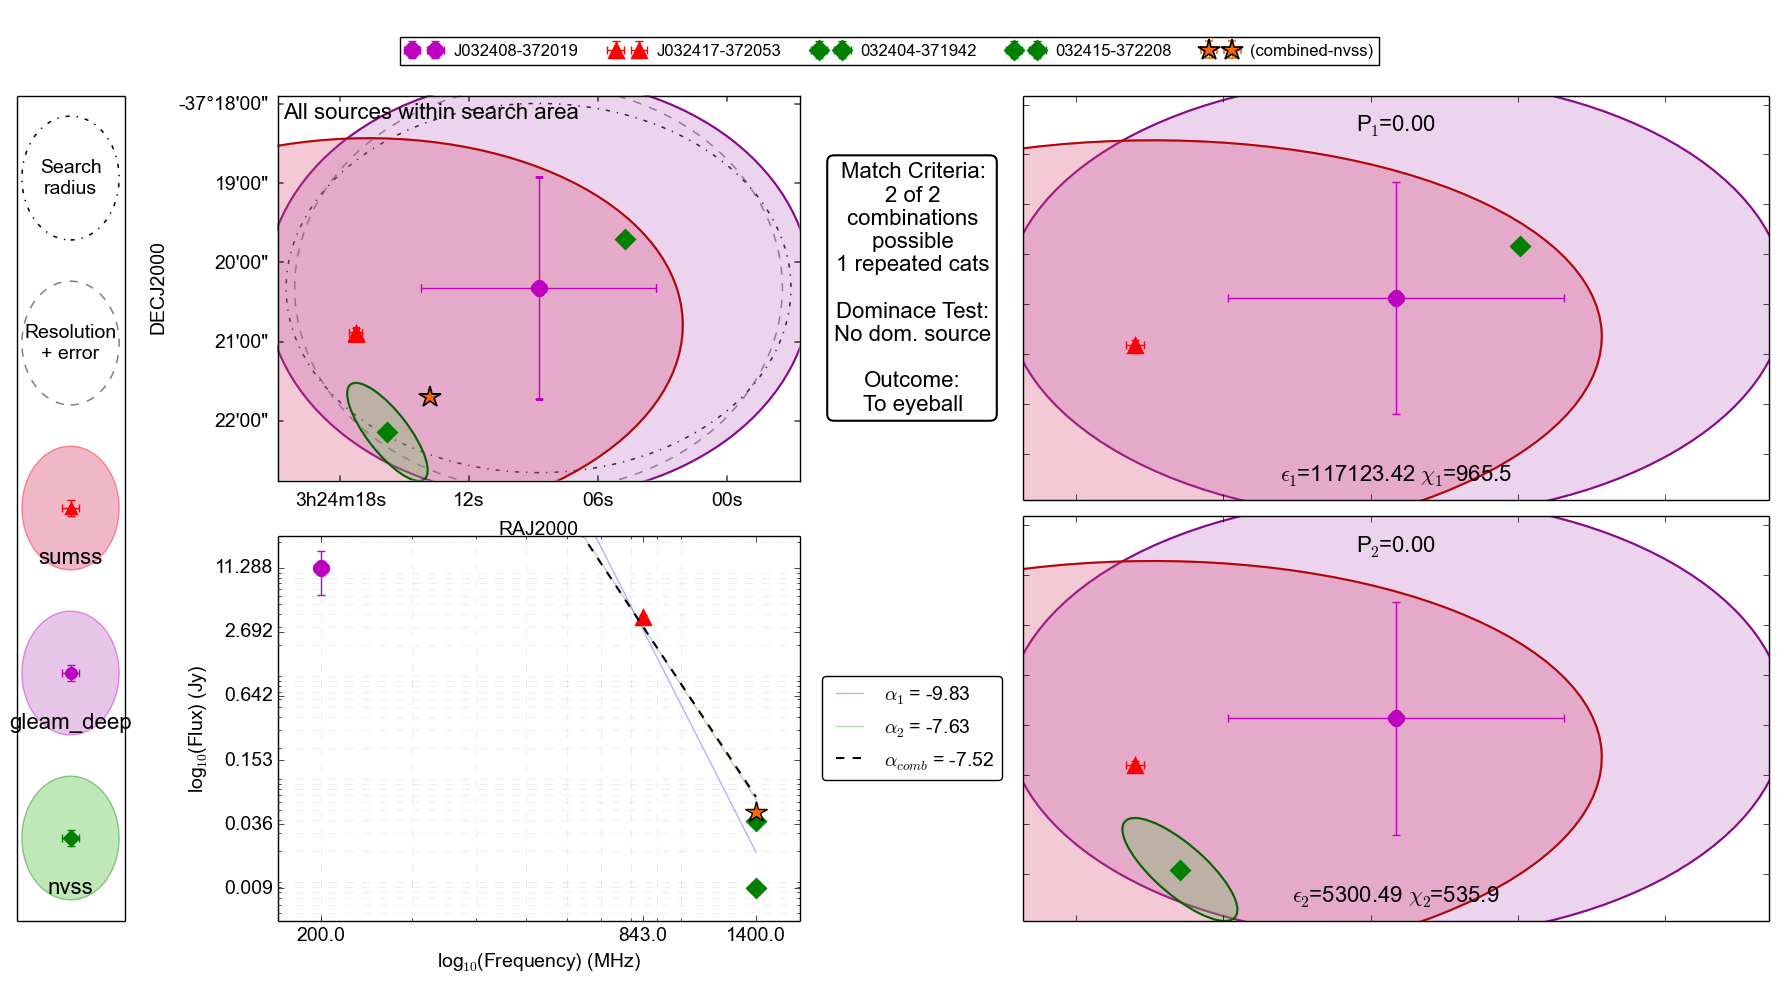 J032408-372019
J032417-372053
032404-371942
032415-372208
(combined-nvss)
Search
radius
Resolution
+ error
sumss
gleam_deep
nvss
All sources within search area
-37°18'00"
19'00"
20'00"
21'00"
22'00"
DECJ2000
3h24m18s
12s
06s
00s
RAJ2000
Match Criteria:
2 of 2
combinations
possible
1 repeated cats
Dominace Test:
No dom. source
Outcome:
To eyeball
P₁=0.00
ϵ₁=117123.42 χ₁=965.5
P₂=0.00
ϵ₂=5300.49 χ₂=535.9
11.288
2.692
0.642
0.153
0.036
0.009
log₁₀(Flux) (Jy)
200.0
843.0
1400.0
log₁₀(Frequency) (MHz)
α₁ = -9.83
α₂ = -7.63
α_comb = -7.52